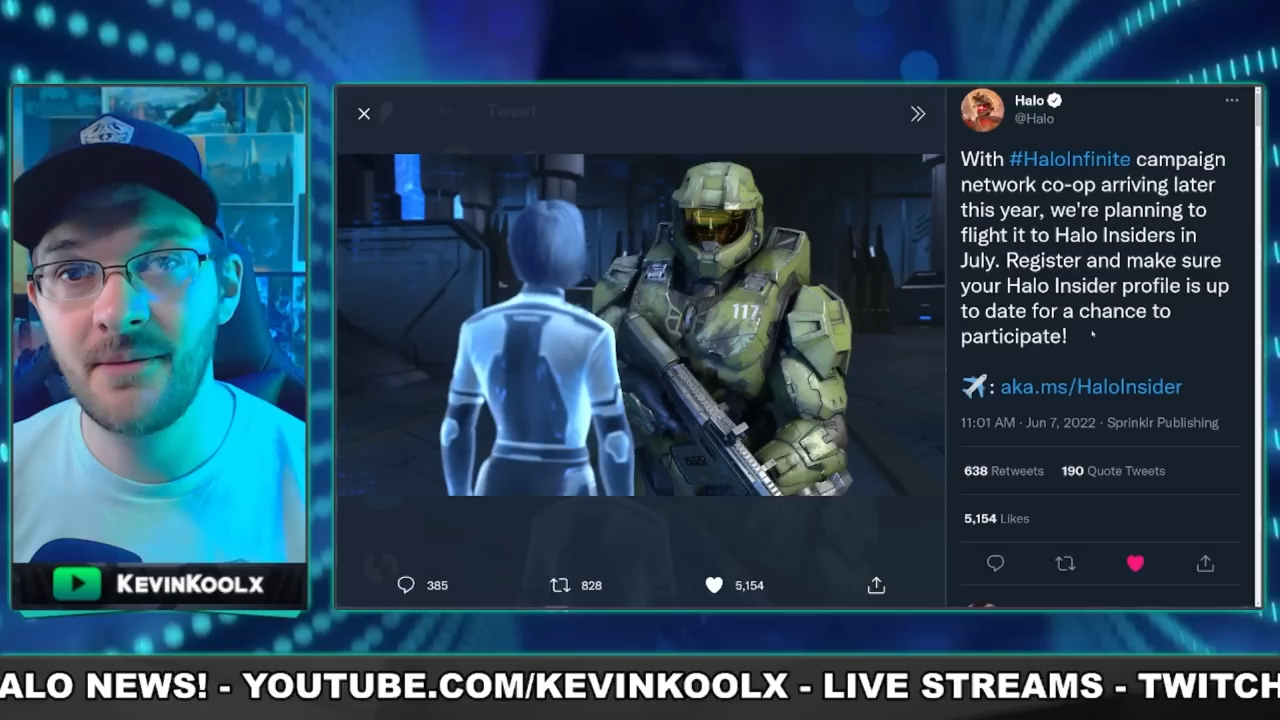 Tweet
Halo
@Halo
With #HaloInfinite campaign
network co-op arriving later
this year, we're planning to
flight it to Halo Insiders in
July. Register and make sure
your Halo Insider profile is up
to date for a chance to
participate!
: aka.ms/HaloInsider
11:01 AM · Jun 7, 2022 · Sprinklr Publishing
638 Retweets 190 Quote Tweets
5,154 Likes
117
385 828 5,154
KEVINKOOLX
ALO NEWS! - YOUTUBE.COM/KEVINKOOLX - LIVE STREAMS - TWITCH